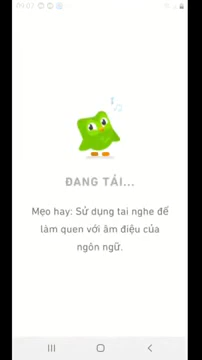 ĐANG TẢI...
Mẹo hay: Sử dụng tai nghe để
làm quen với âm điệu của
ngôn ngữ.